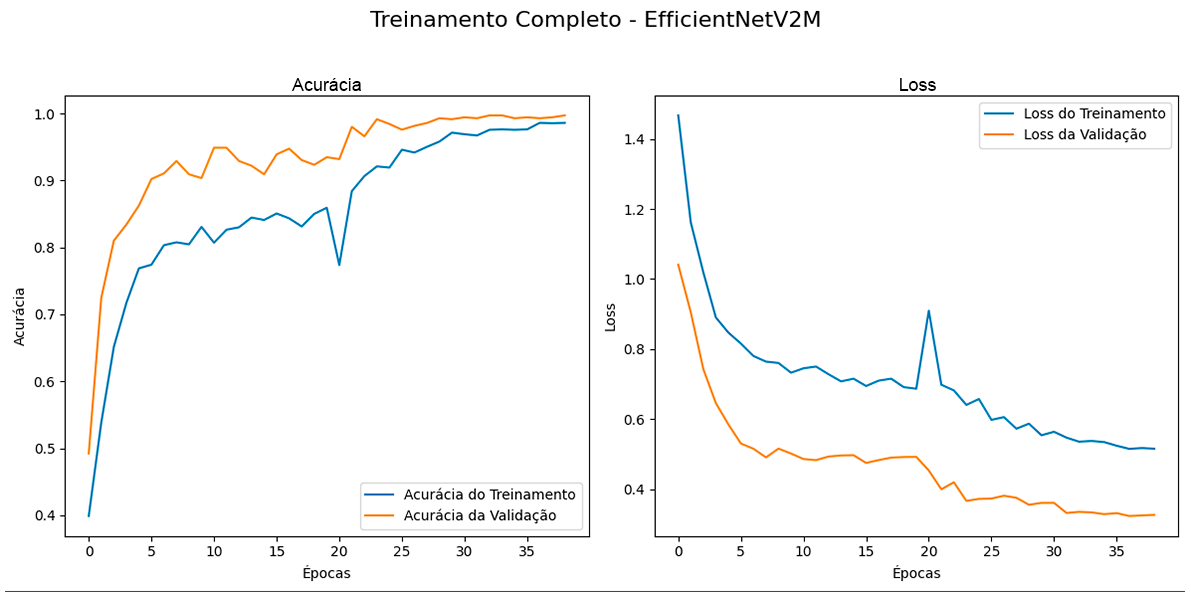 Treinamento Completo - EfficientNetV2M
Acurácia
1.0
0.9
0.8
0.7
0.6
0.5
0.4
Acurácia
0 5 10 15 20 25 30 35
Épocas
Acurácia do Treinamento
Acurácia da Validação
Loss
1.4
1.2
1.0
0.8
0.6
0.4
Loss
0 5 10 15 20 25 30 35
Épocas
Loss do Treinamento
Loss da Validação